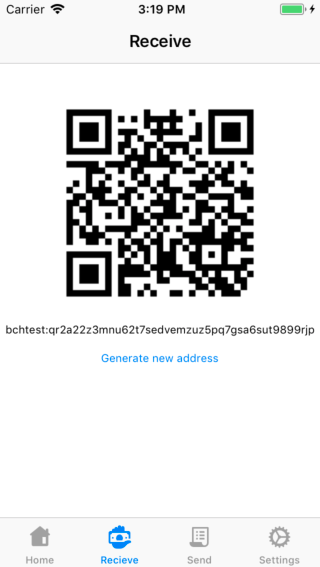 Carrier 3:19 PM
Receive
bchtest:qr2a22z3mnu62t7sedvemzuz5pq7gsa6sut9899rjp
Generate new address
Home Recieve Send Settings